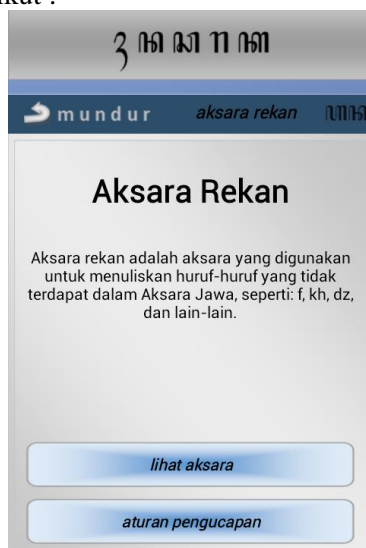 mundur aksara rekan
Aksara Rekan
Aksara rekan adalah aksara yang digunakan
untuk menuliskan huruf-huruf yang tidak
terdapat dalam Aksara Jawa, seperti: f, kh, dz,
dan lain-lain.
lihat aksara
aturan pengucapan